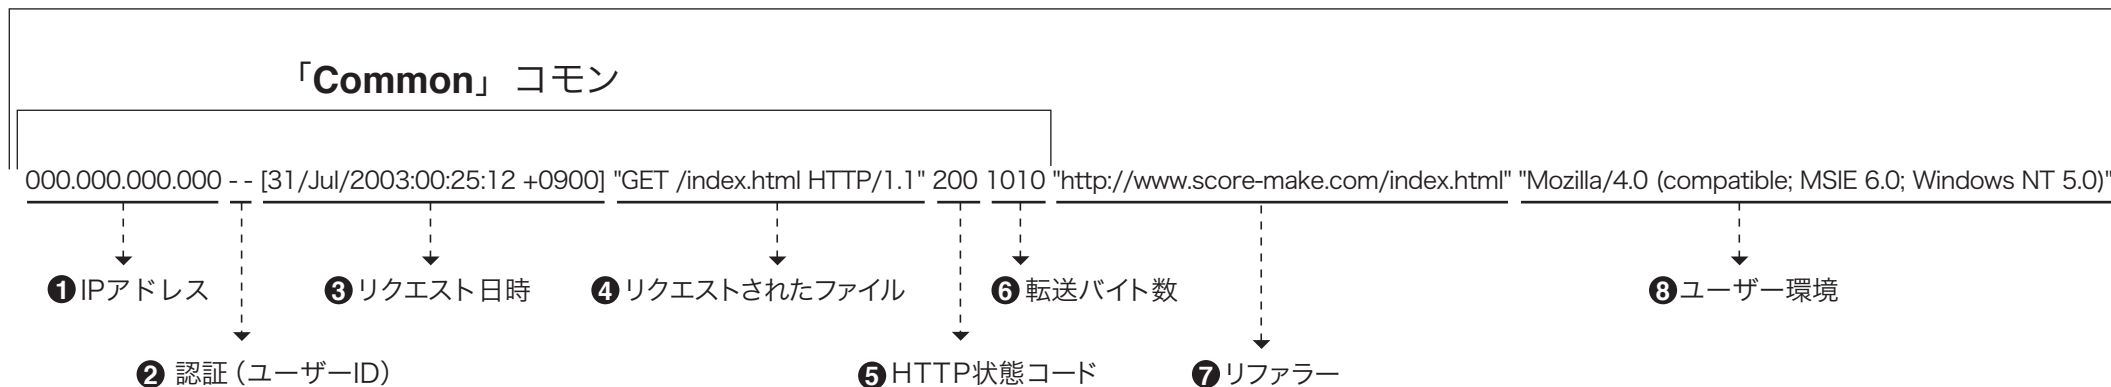 「Common」コモン
000.000.000.000 - - [31/Jul/2003:00:25:12 +0900] "GET /index.html HTTP/1.1" 200 1010 "http://www.score-make.com/index.html" "Mozilla/4.0 (compatible; MSIE 6.0; Windows NT 5.0)"
❶IPアドレス ❸リクエスト日時 ❹リクエストされたファイル ❻転送バイト数 ❽ユーザー環境
❷ 認証(ユーザーID) ❺HTTP状態コード ❼リファラー